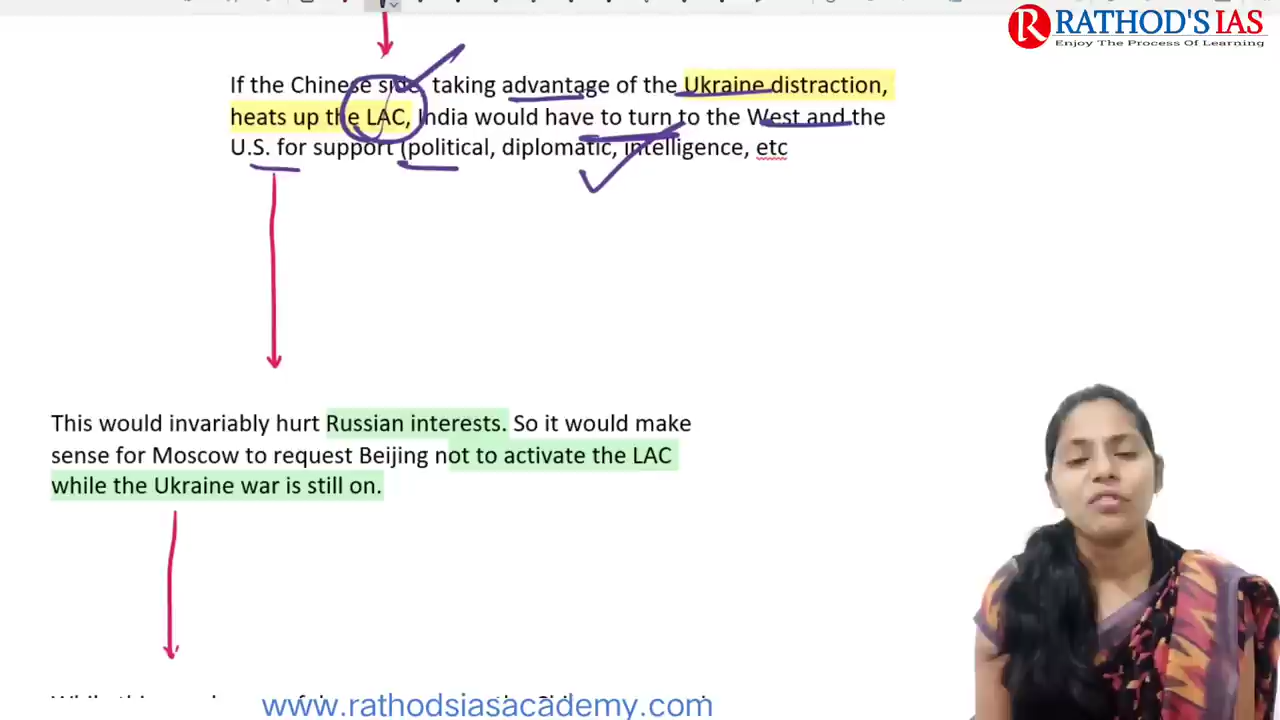 RATHOD'S IAS
Enjoy The Process Of Learning
If the Chinese side taking advantage of the Ukraine distraction,
heats up the LAC, India would have to turn to the West and the
U.S. for support (political, diplomatic, intelligence, etc
This would invariably hurt Russian interests. So it would make
sense for Moscow to request Beijing not to activate the LAC
while the Ukraine war is still on.
www.rathodsiasacademy.com